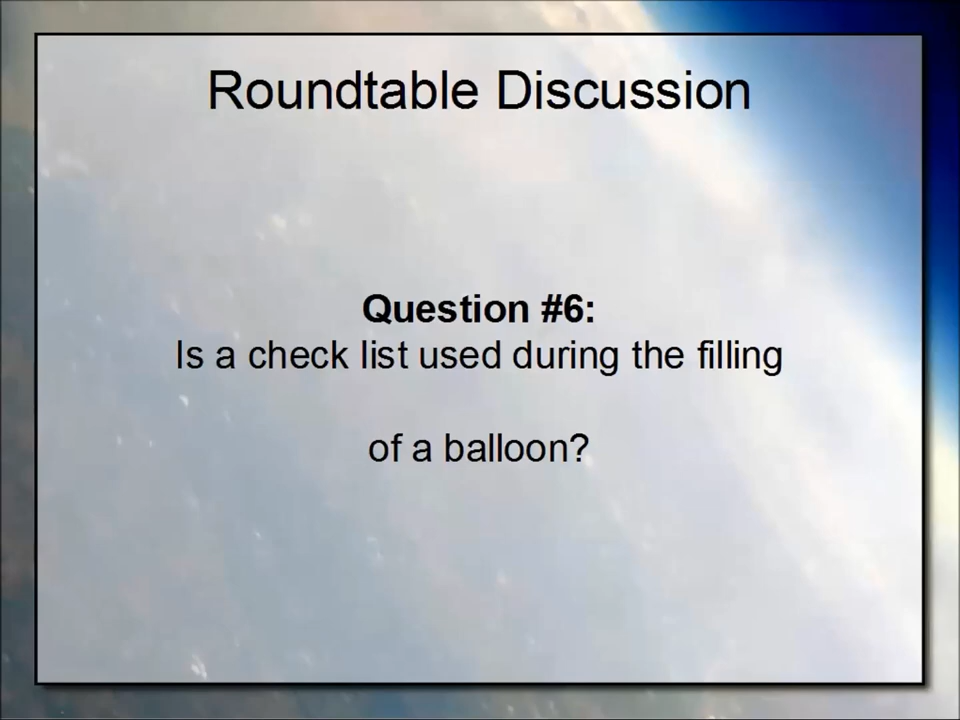 Roundtable Discussion
Question #6:
Is a check list used during the filling
of a balloon?